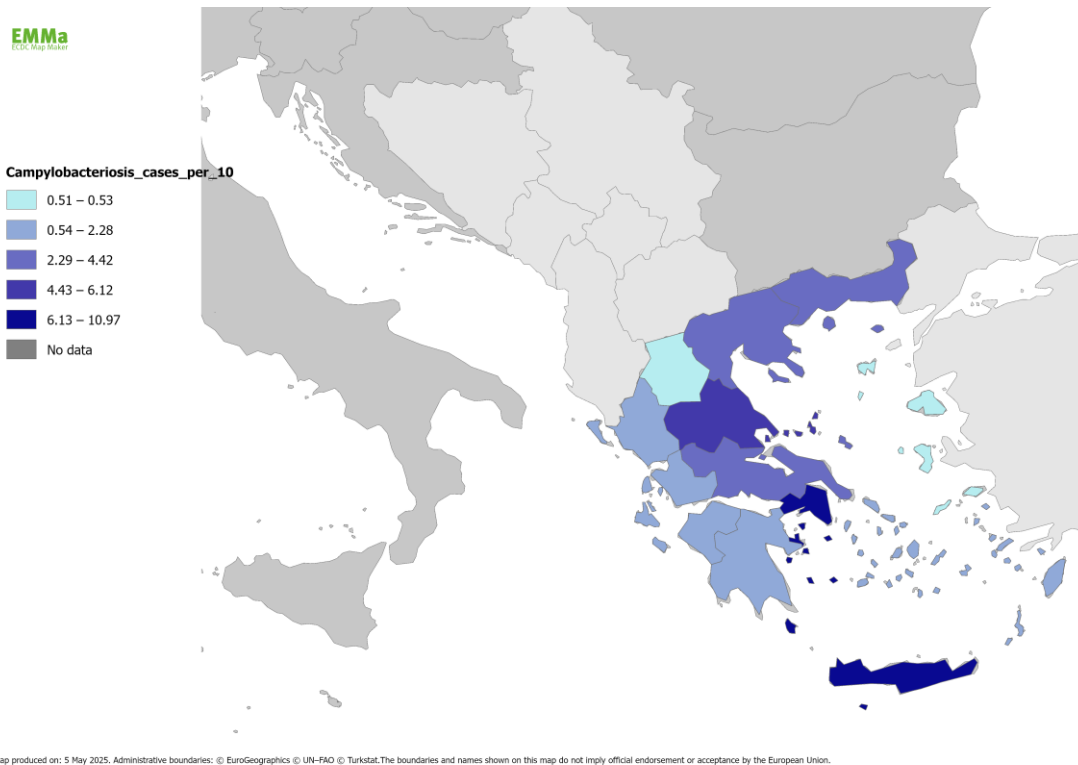 EMMa
ECDC Map Maker
Campylobacteriosis_cases_per_10
0.51 – 0.53
0.54 – 2.28
2.29 – 4.42
4.43 – 6.12
6.13 – 10.97
No data
ap produced on: 5 May 2025. Administrative boundaries: © EuroGeographics © UN–FAO © Turkstat.The boundaries and names shown on this map do not imply official endorsement or acceptance by the European Union.